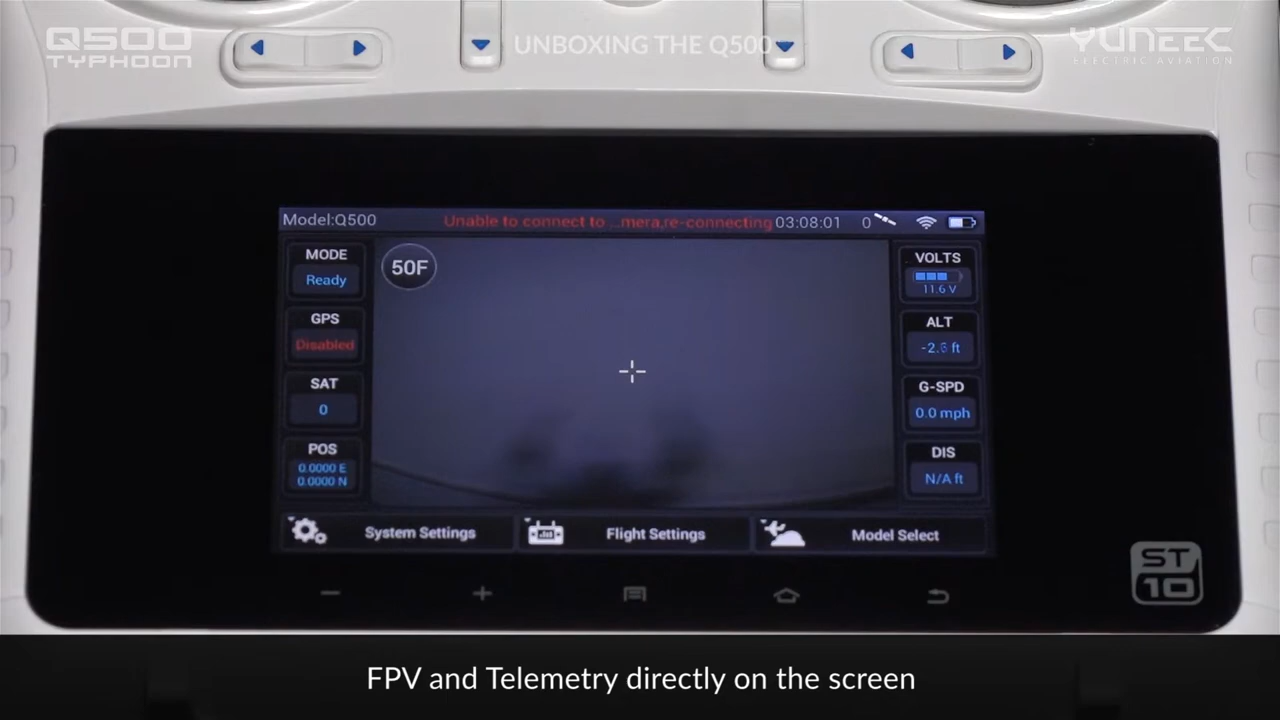 Q500
TYPHOON
UNBOXING THE Q500
YUNEEC
ELECTRIC AVIATION
Model:Q500
Unable to connect to ...mera,re-connecting
03:08:01
0
MODE
Ready
50F
VOLTS
11.6 V
GPS
Disabled
ALT
-2.6 ft
SAT
0
G-SPD
0.0 mph
POS
0.0000 E
0.0000 N
DIS
N/A ft
System Settings
Flight Settings
Model Select
ST
10
FPV and Telemetry directly on the screen